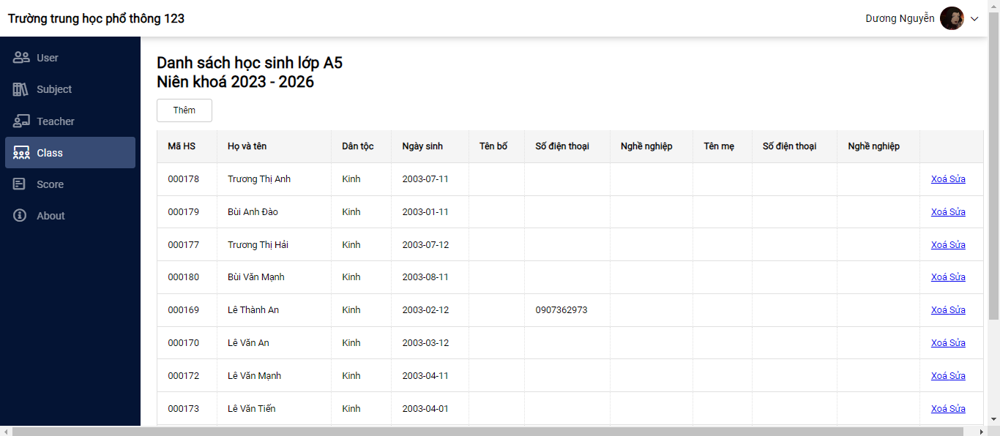 Trường trung học phổ thông 123
Dương Nguyễn
User
Subject
Teacher
Class
Score
About
Danh sách học sinh lớp A5
Niên khoá 2023 - 2026
Thêm
Mã HS Họ và tên Dân tộc Ngày sinh Tên bố Số điện thoại Nghề nghiệp Tên mẹ Số điện thoại Nghề nghiệp
000178 Trương Thị Anh Kinh 2003-07-11 Xoá Sửa
000179 Bùi Anh Đào Kinh 2003-01-11 Xoá Sửa
000177 Trương Thị Hải Kinh 2003-07-12 Xoá Sửa
000180 Bùi Văn Mạnh Kinh 2003-08-11 Xoá Sửa
000169 Lê Thành An Kinh 2003-02-12 0907362973 Xoá Sửa
000170 Lê Văn An Kinh 2003-03-12 Xoá Sửa
000172 Lê Văn Mạnh Kinh 2003-04-11 Xoá Sửa
000173 Lê Văn Tiến Kinh 2003-04-01 Xoá Sửa